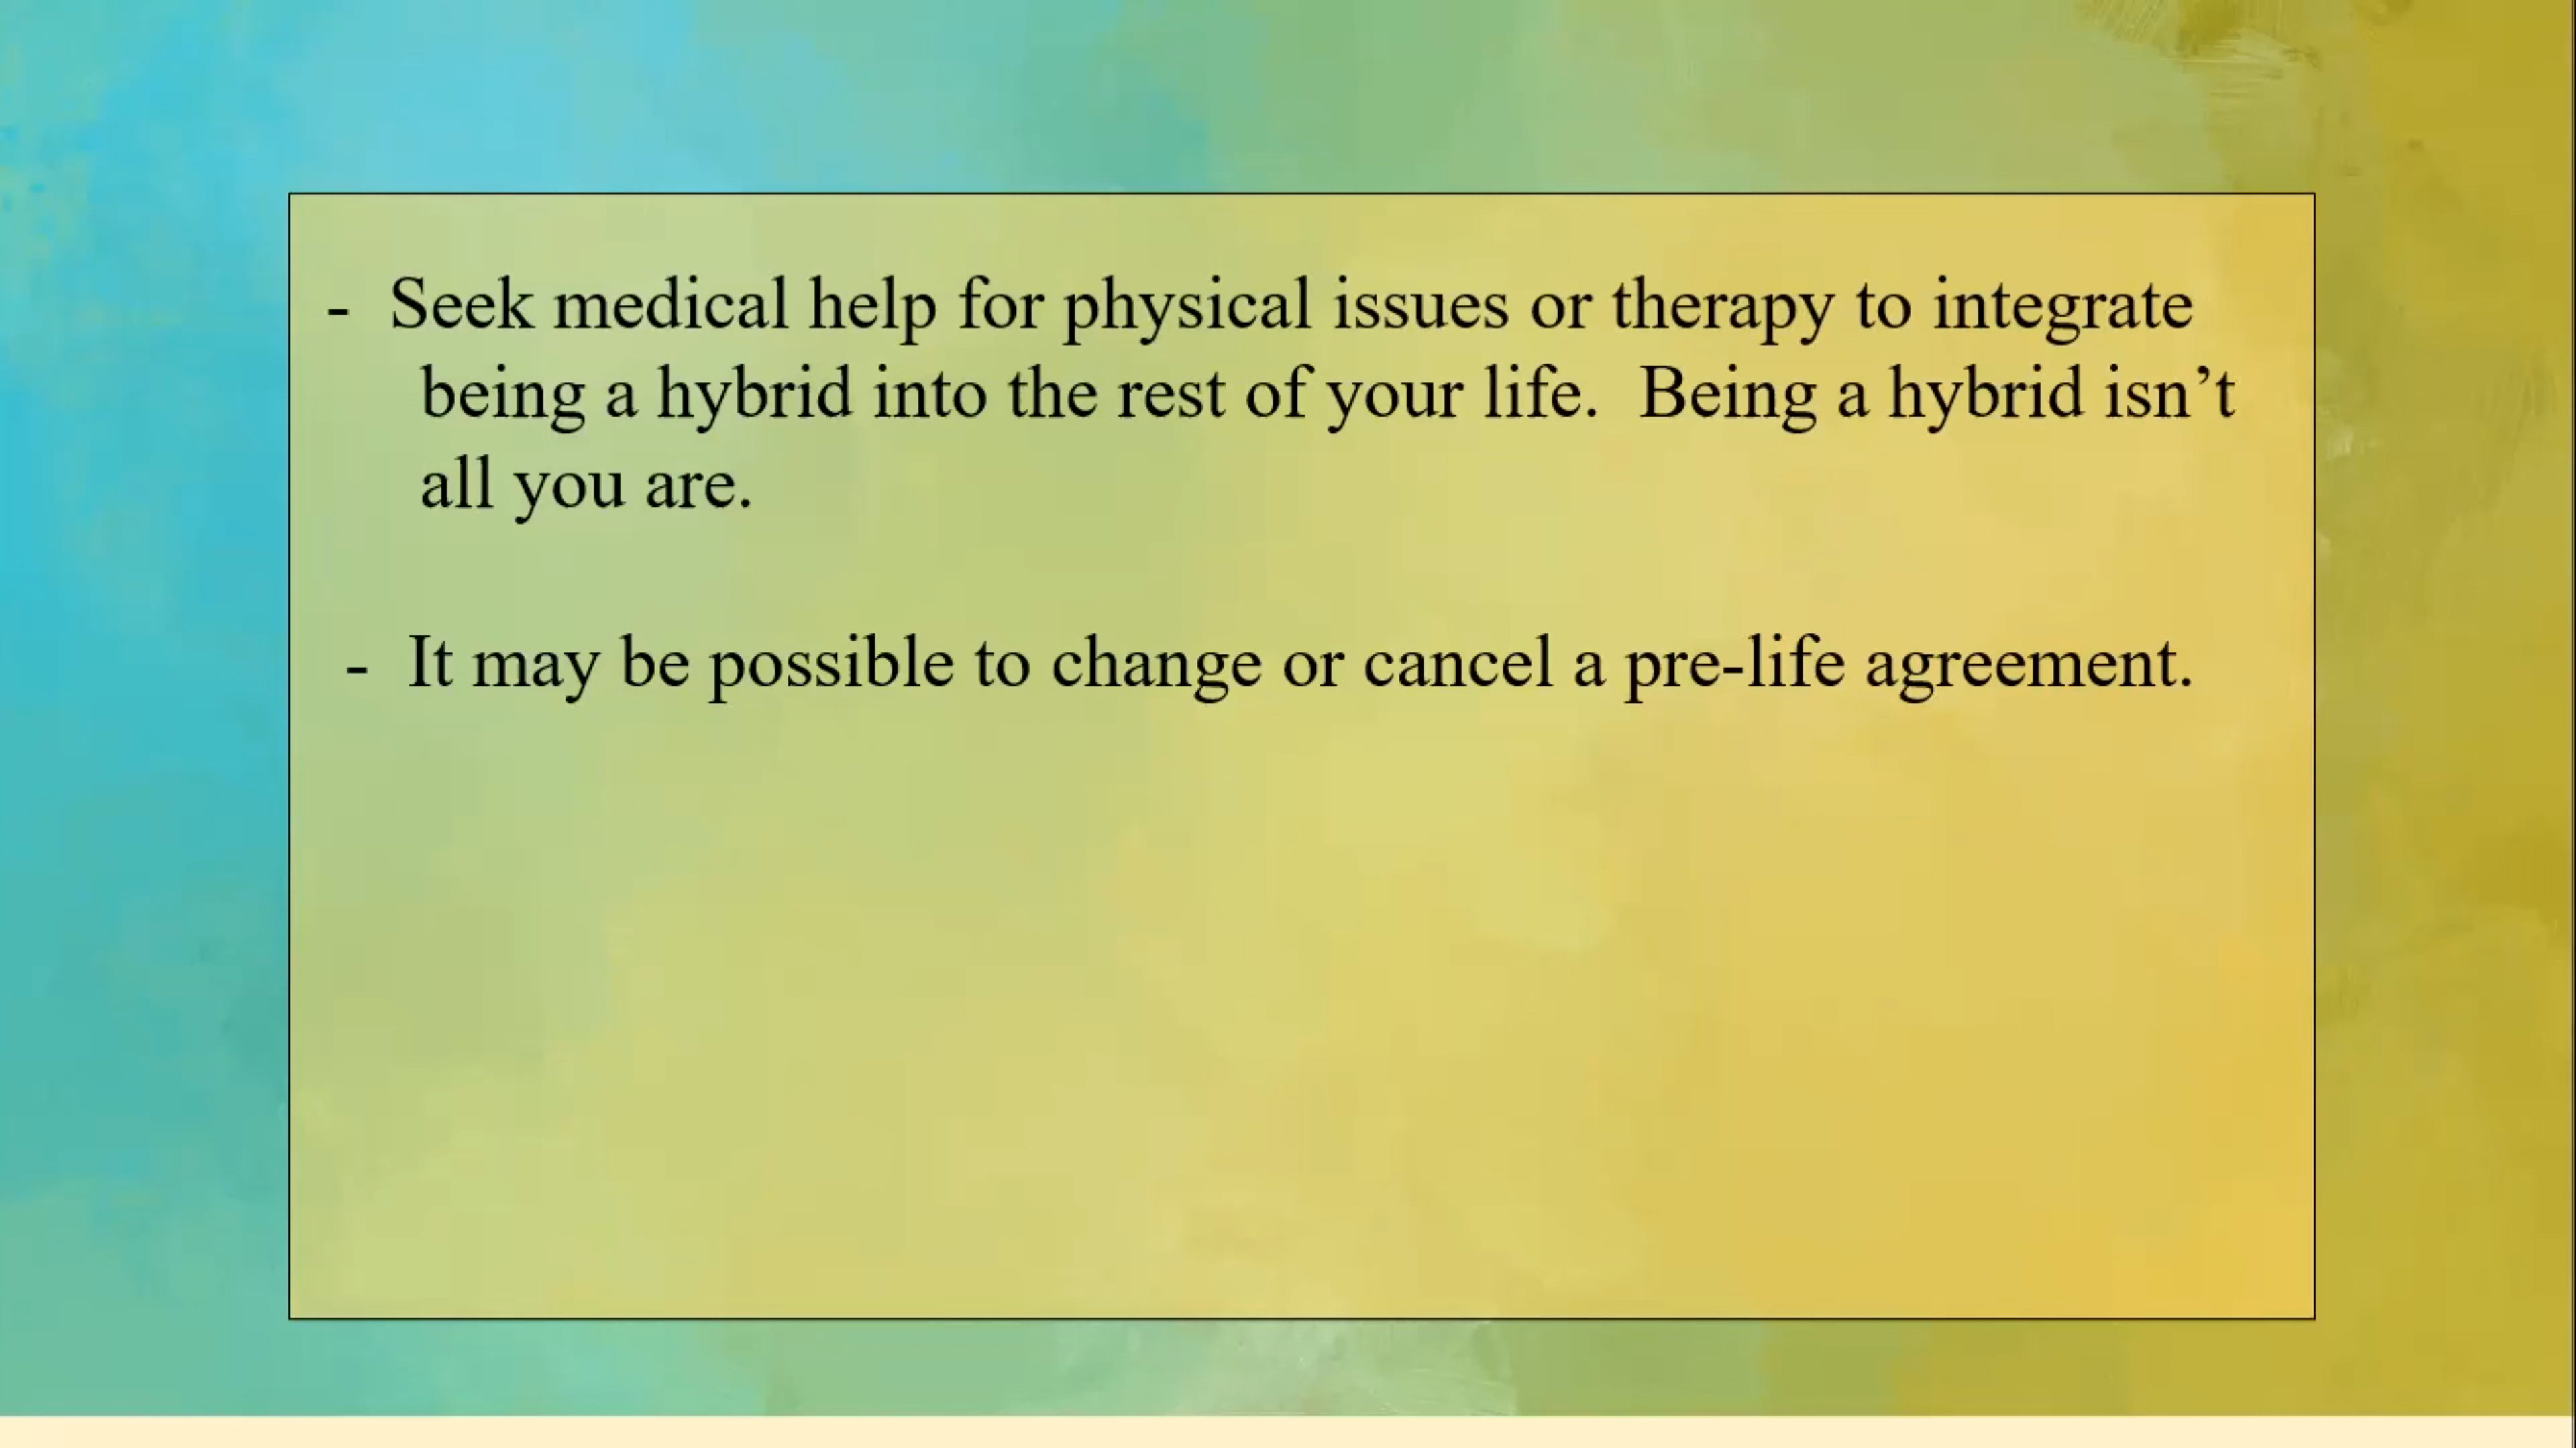 - Seek medical help for physical issues or therapy to integrate
being a hybrid into the rest of your life.  Being a hybrid isn’t
all you are.
- It may be possible to change or cancel a pre-life agreement.